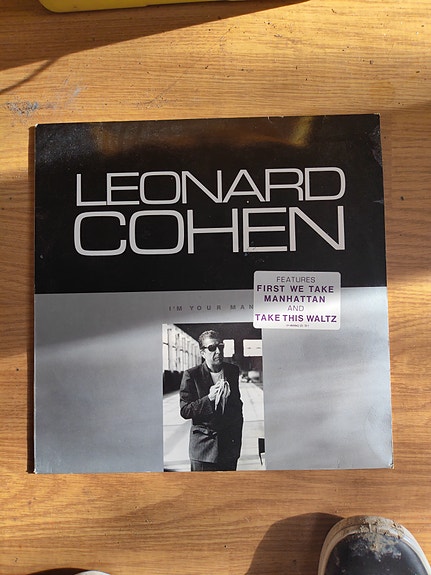 LEONARD
COHEN
I'M YOUR MAN
FEATURES
FIRST WE TAKE
MANHATTAN
AND
TAKE THIS WALTZ